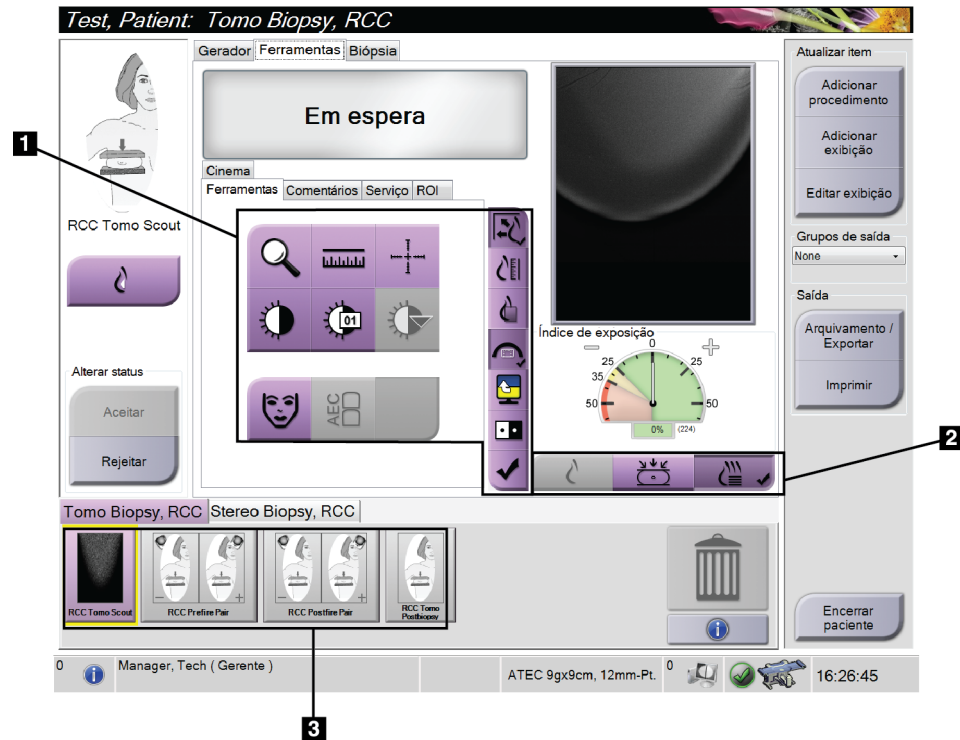 Test, Patient: Tomo Biopsy, RCC
Gerador Ferramentas Biópsia
Em espera
Cinema
Ferramentas Comentários Serviço ROI
1
RCC Tomo Scout
01
AEC
Alterar status
Aceitar
Rejeitar
Índice de exposição
0
25 25
35
50 50
0% (224)
2
Atualizar item
Adicionar
procedimento
Adicionar
exibição
Editar exibição
Grupos de saída
None
Saída
Arquivamento /
Exportar
Imprimir
Tomo Biopsy, RCC Stereo Biopsy, RCC
RCC Tomo Scout
RCC Prefire Pair
RCC Postfire Pair
RCC Tomo
Postbiopsy
Encerrar
paciente
0 Manager, Tech ( Gerente ) ATEC 9gx9cm, 12mm-Pt. 0 16:26:45
3